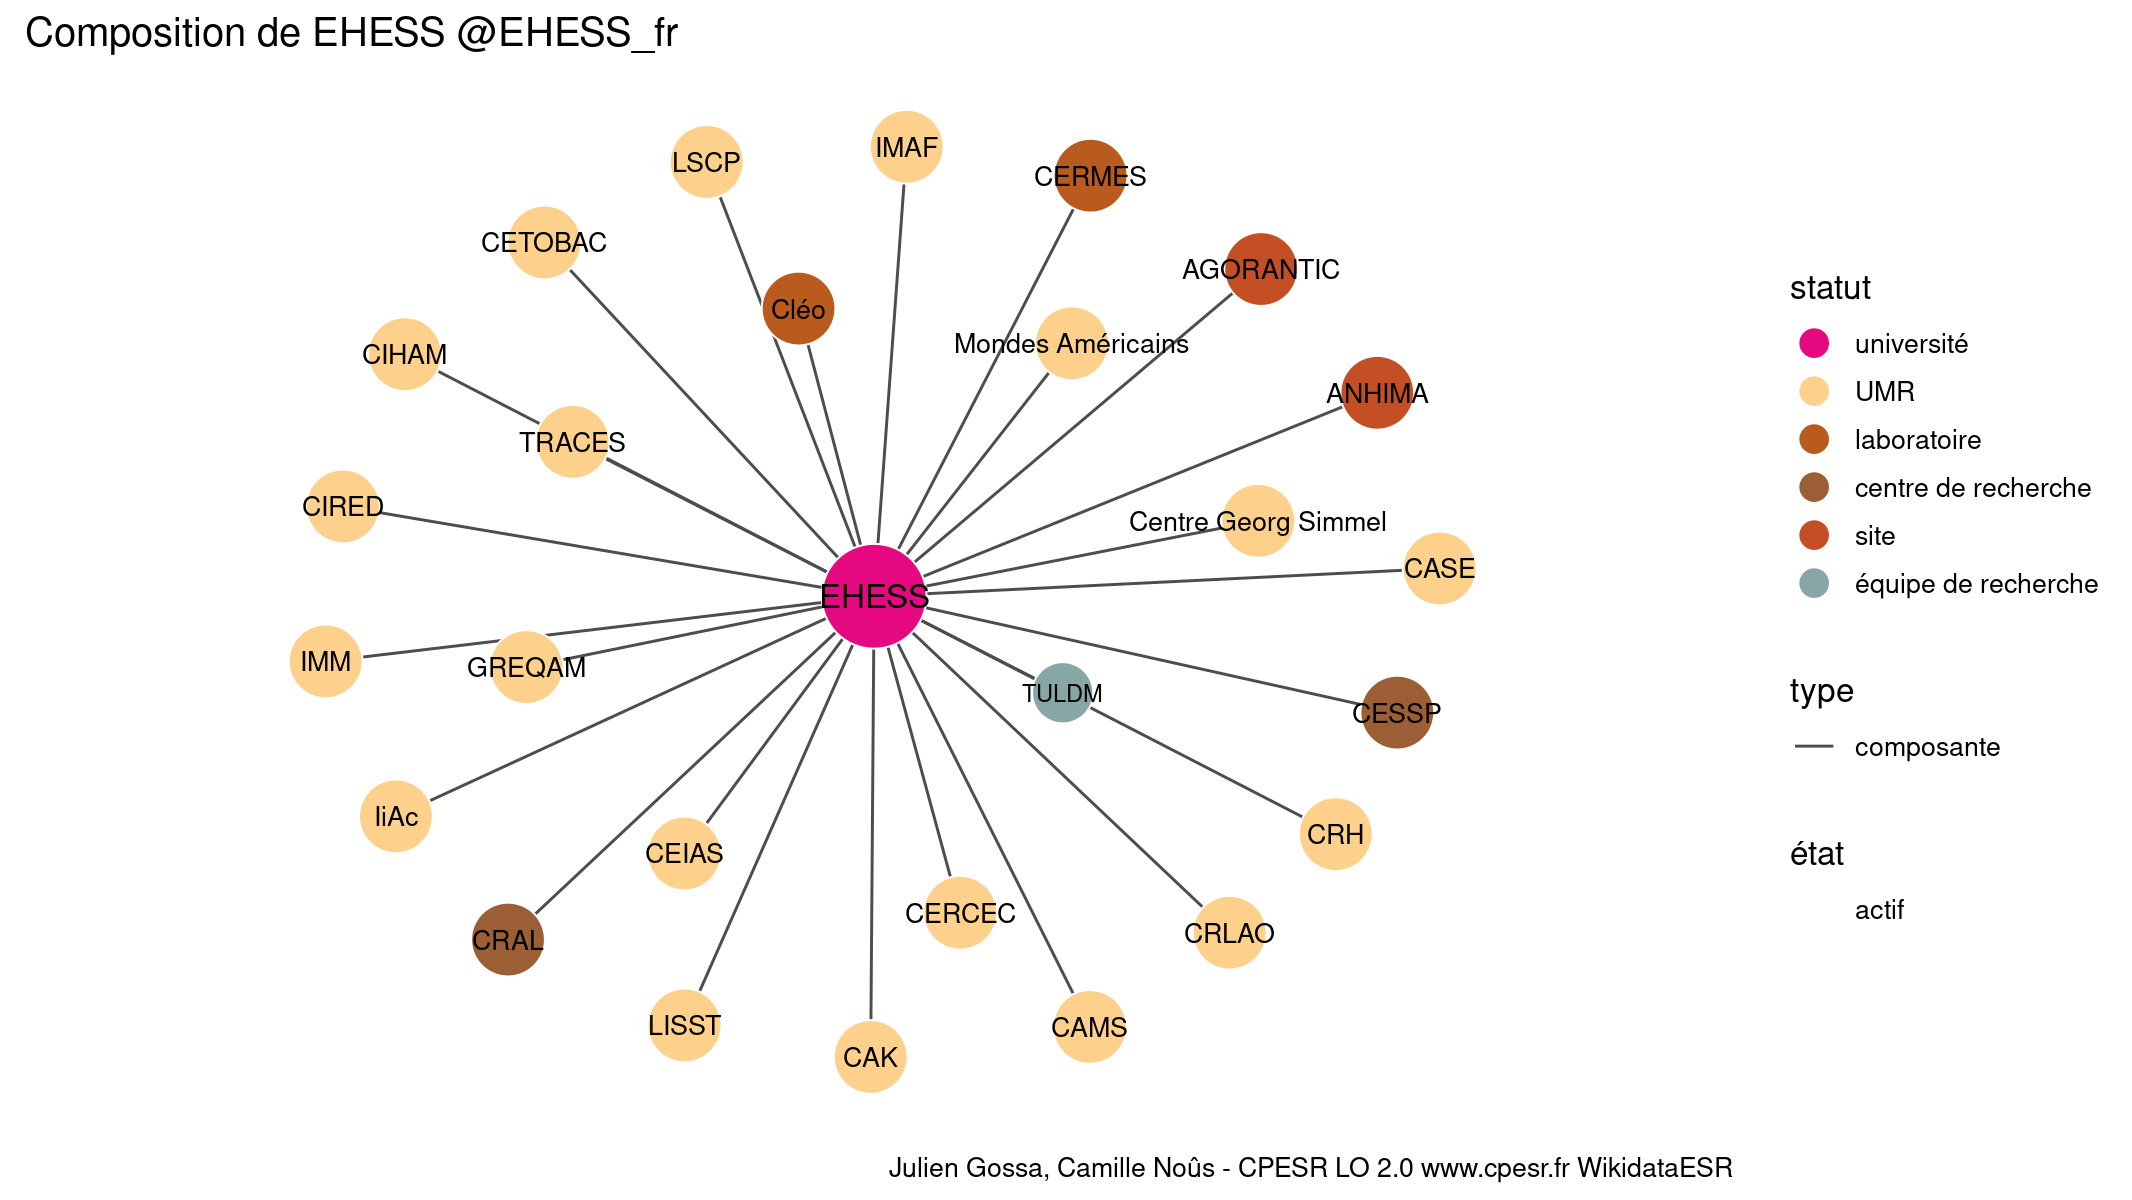 Composition de EHESS @EHESS_fr
IMAF
LSCP
CERMES
CETOBAC
AGORANTIC
Cléo
Mondes Américains
CIHAM
ANHIMA
TRACES
CIRED
Centre Georg Simmel
CASE
EHESS
IMM
GREQAM
TULDM
CESSP
IiAc
CRH
CEIAS
CERCEC
CRLAO
CRAL
LISST
CAMS
CAK
statut
université
UMR
laboratoire
centre de recherche
site
équipe de recherche
type
composante
état
actif
Julien Gossa, Camille Noûs - CPESR LO 2.0 www.cpesr.fr WikidataESR